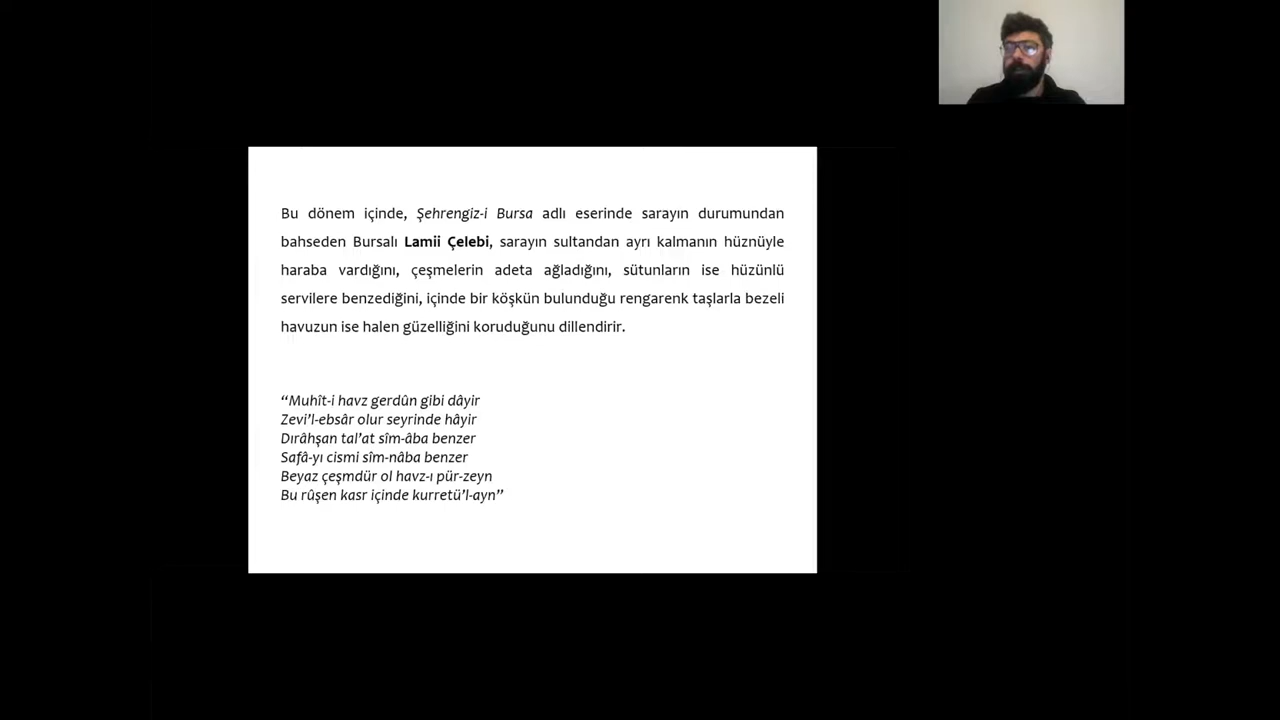 Bu dönem içinde, Şehrengiz-i Bursa adlı eserinde sarayın durumundan
bahseden Bursalı Lamii Çelebi, sarayın sultandan ayrı kalmanın hüznüyle
haraba vardığını, çeşmelerin adeta ağladığını, sütunların ise hüzünlü
servilere benzediğini, içinde bir köşkün bulunduğu rengarenk taşlarla bezeli
havuzun ise halen güzelliğini koruduğunu dillendirir.
“Muhît-i havz gerdûn gibi dâyir
Zevi’l-ebsâr olur seyrinde hâyir
Dırâhşan tal’at sîm-âba benzer
Safâ-yı cismi sîm-nâba benzer
Beyaz çeşmdür ol havz-ı pür-zeyn
Bu rûşen kasr içinde kurretü’l-ayn”